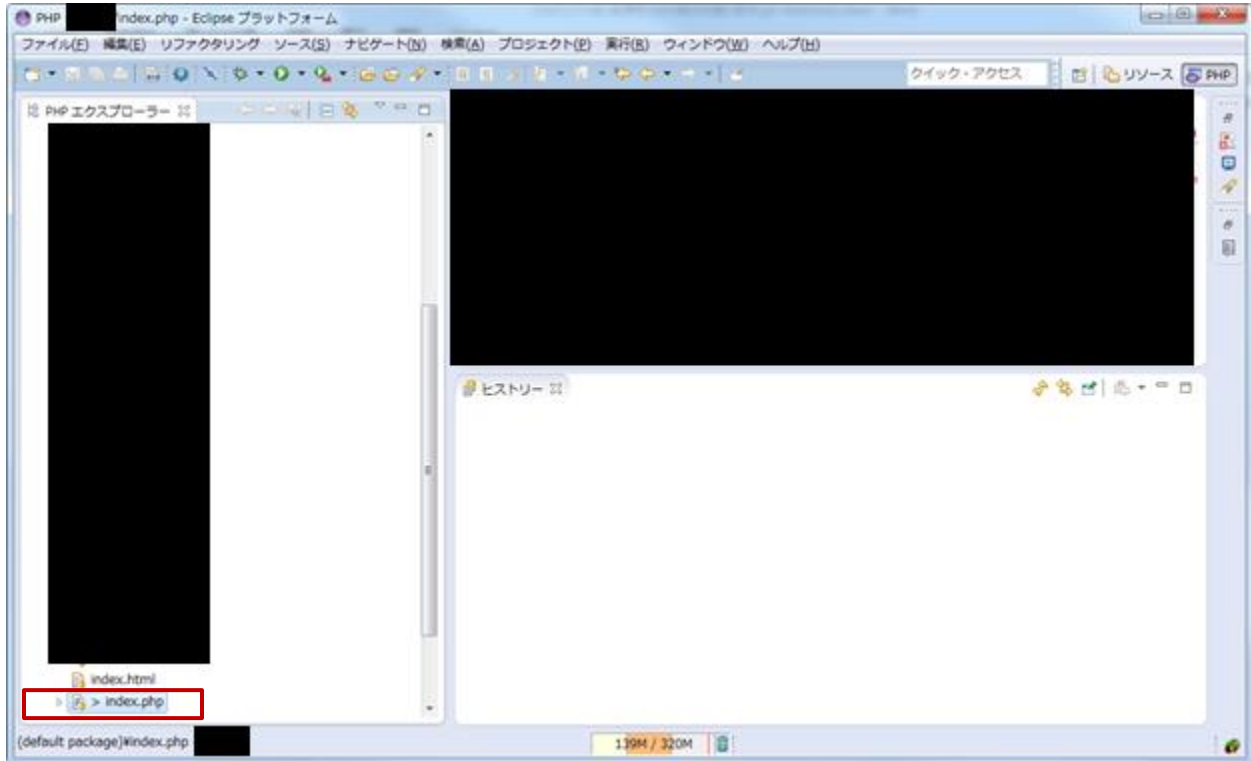 PHP index.php - Eclipse プラットフォーム
ファイル(F) 編集(E) リファクタリング ソース(S) ナビゲート(N) 検索(A) プロジェクト(P) 実行(R) ウィンドウ(W) ヘルプ(H)
クイック・アクセス リソース PHP
PHP エクスプローラー
ヒストリー
index.html
> index.php
(default package)¥index.php
139M / 320M